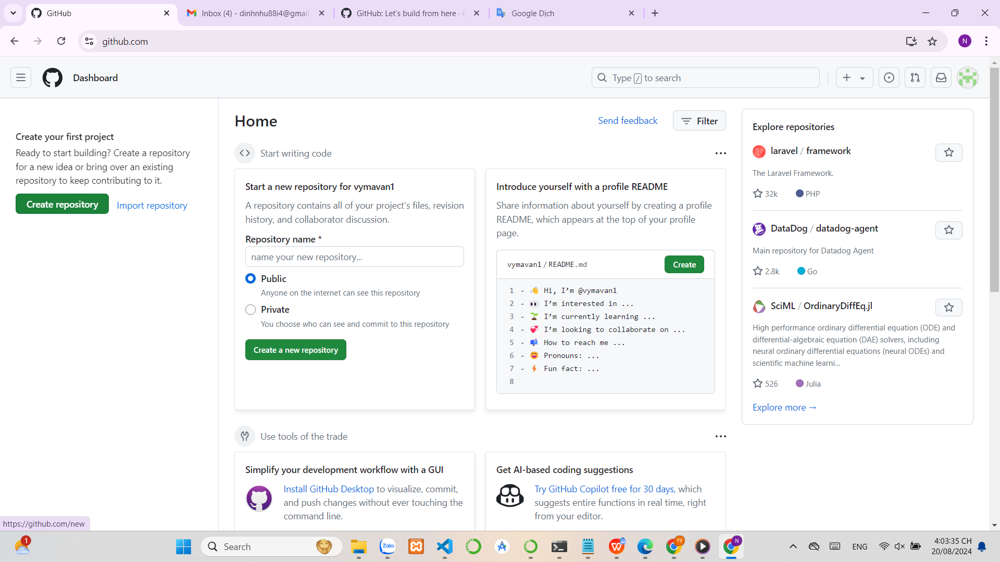 GitHub
Inbox (4) - dinhnhu88i4@gmail.
GitHub: Let's build from here ·
Google Dịch
github.com
N
Dashboard
Type / to search
Create your first project
Ready to start building? Create a repository
for a new idea or bring over an existing
repository to keep contributing to it.
Create repository
Import repository
Home
Send feedback
Filter
Start writing code
Start a new repository for vymavan1
A repository contains all of your project's files, revision
history, and collaborator discussion.
Repository name *
name your new repository...
Public
Anyone on the internet can see this repository
Private
You choose who can see and commit to this repository
Create a new repository
Introduce yourself with a profile README
Share information about yourself by creating a profile
README, which appears at the top of your profile
page.
vymavan1 / README.md
Create
1 - 👋 Hi, I'm @vymavan1
2 - 👀 I'm interested in ...
3 - 🌱 I'm currently learning ...
4 - 💞️ I'm looking to collaborate on ...
5 - 📫 How to reach me ...
6 - 😄 Pronouns: ...
7 - ⚡ Fun fact: ...
8
Use tools of the trade
Simplify your development workflow with a GUI
Install GitHub Desktop to visualize, commit,
and push changes without ever touching the
command line.
Get AI-based coding suggestions
Try GitHub Copilot free for 30 days, which
suggests entire functions in real time, right
from your editor.
Explore repositories
laravel / framework
The Laravel Framework.
32k
PHP
DataDog / datadog-agent
Main repository for Datadog Agent
2.8k
Go
SciML / OrdinaryDiffEq.jl
High performance ordinary differential equation (ODE) and
differential-algebraic equation (DAE) solvers, including
neural ordinary differential equations (neural ODEs) and
scientific machine learni...
526
Julia
Explore more →
https://github.com/new
1
Search
Zalo
W
VY
N
ENG
4:03:35 CH
20/08/2024